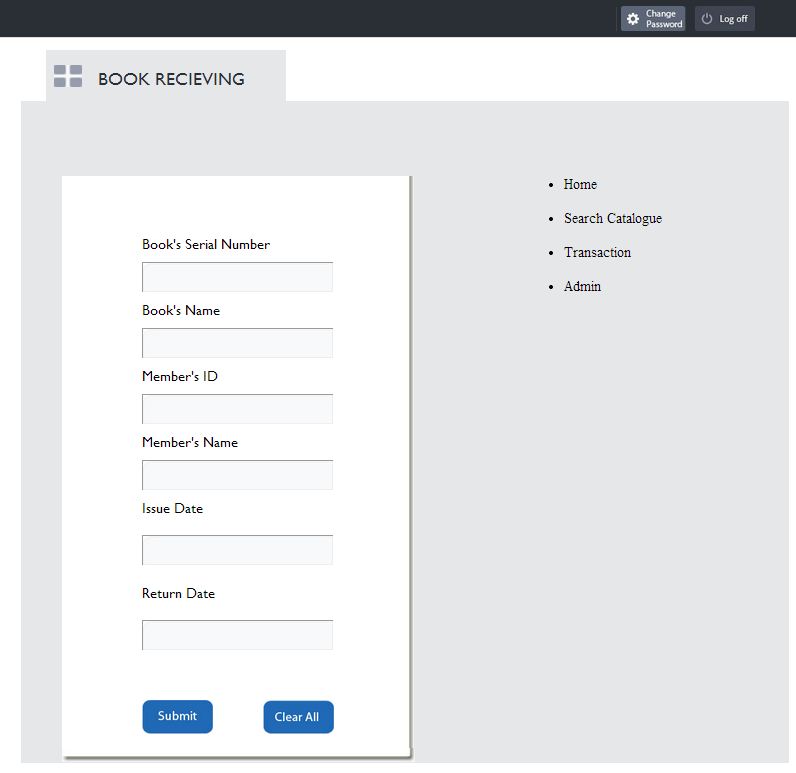 Change
Password
Log off
BOOK RECIEVING
Book's Serial Number
Book's Name
Member's ID
Member's Name
Issue Date
Return Date
Submit
Clear All
Home
Search Catalogue
Transaction
Admin